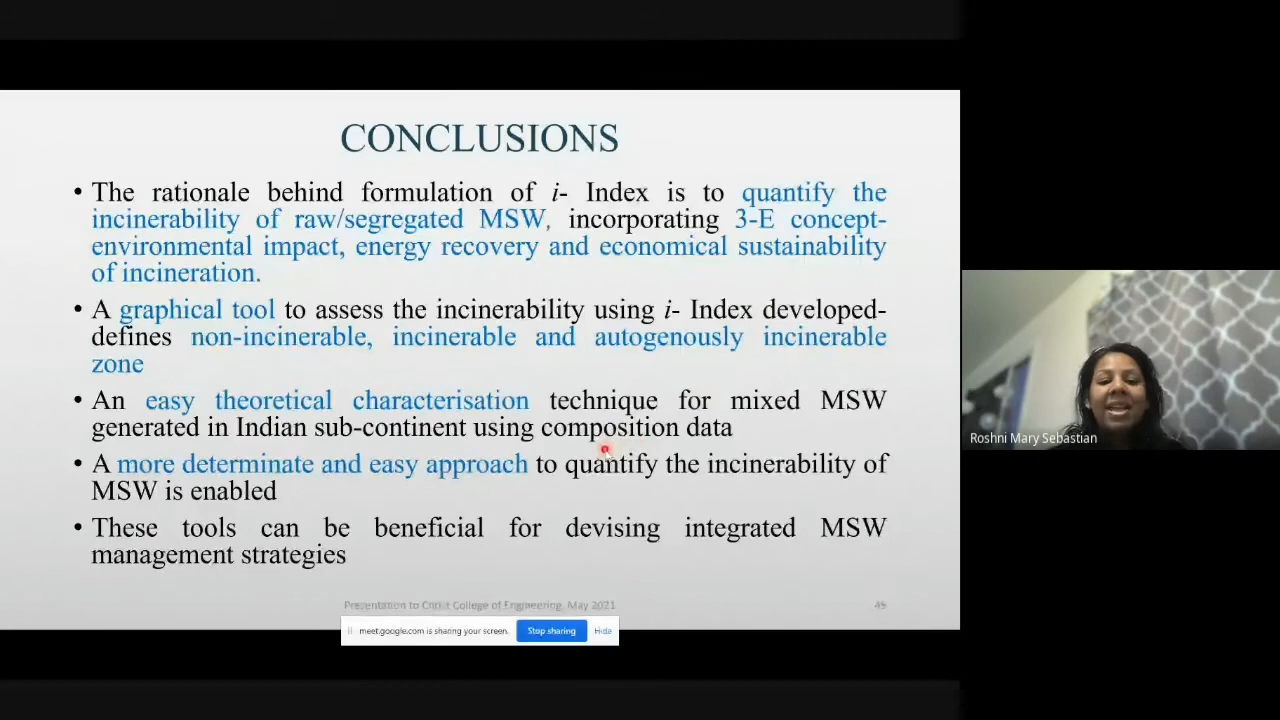 CONCLUSIONS
• The rationale behind formulation of i- Index is to quantify the
incinerability of raw/segregated MSW, incorporating 3-E concept-
environmental impact, energy recovery and economical sustainability
of incineration.
• A graphical tool to assess the incinerability using i- Index developed-
defines non-incinerable, incinerable and autogenously incinerable
zone
• An easy theoretical characterisation technique for mixed MSW
generated in Indian sub-continent using composition data
• A more determinate and easy approach to quantify the incinerability of
MSW is enabled
• These tools can be beneficial for devising integrated MSW
management strategies
Presentation to College of Engineering, May 2021
meet.google.com is sharing your screen.
Stop sharing
Hide
Roshni Mary Sebastian